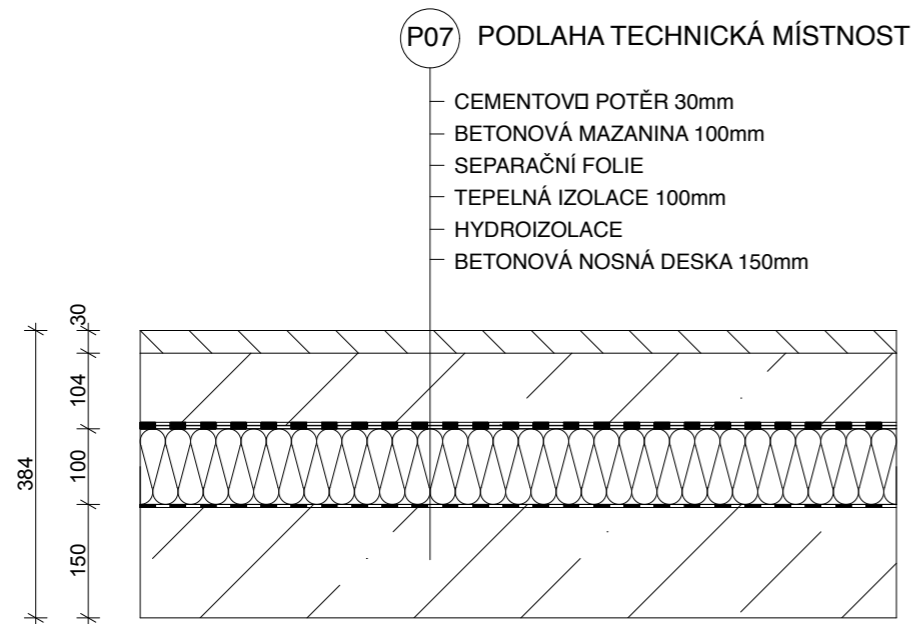 P07 PODLAHA TECHNICKÁ MÍSTNOST
CEMENTOV□ POTĚR 30mm
BETONOVÁ MAZANINA 100mm
SEPARAČNÍ FOLIE
TEPELNÁ IZOLACE 100mm
HYDROIZOLACE
BETONOVÁ NOSNÁ DESKA 150mm
30
104
100
150
384